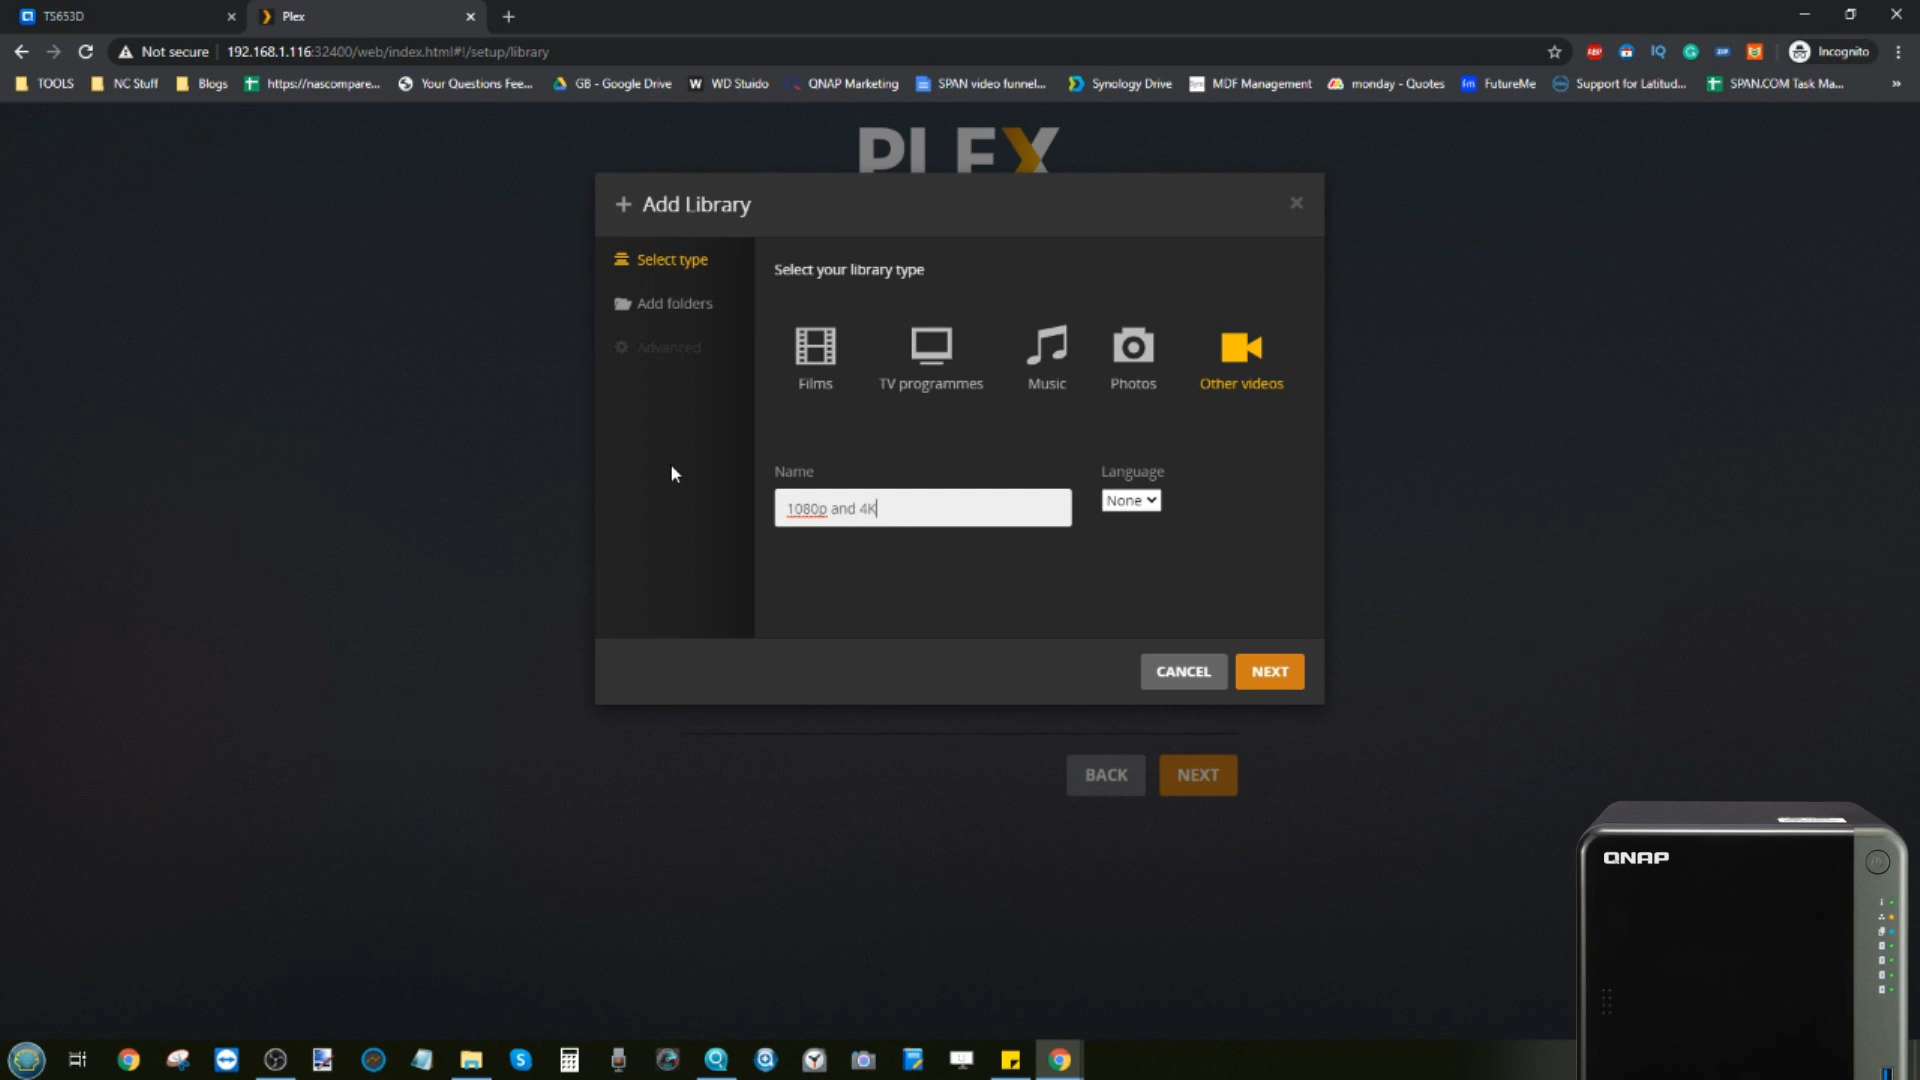 TS653D
Plex
Not secure
192.168.1.116:32400/web/index.html#!/setup/library
Incognito
TOOLS
NC Stuff
Blogs
https://nascompare...
Your Questions Fee...
GB - Google Drive
WD Stuido
QNAP Marketing
SPAN video funnel...
Synology Drive
MDF Management
monday - Quotes
FutureMe
Support for Latitud...
SPAN.COM Task Ma...
»
PLEX
+ Add Library
Select type
Add folders
Advanced
Select your library type
Films
TV programmes
Music
Photos
Other videos
Name
1080p and 4K
Language
None
CANCEL
NEXT
BACK
NEXT
QNAP